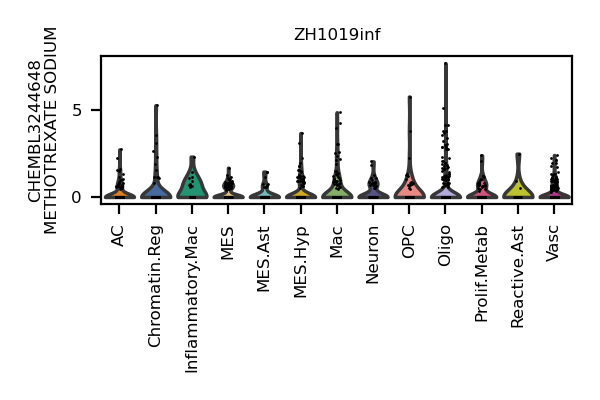 ZH1019inf
CHEMBL3244648
METHOTREXATE SODIUM
5
0
AC
Chromatin.Reg
Inflammatory.Mac
MES
MES.Ast
MES.Hyp
Mac
Neuron
OPC
Oligo
Prolif.Metab
Reactive.Ast
Vasc